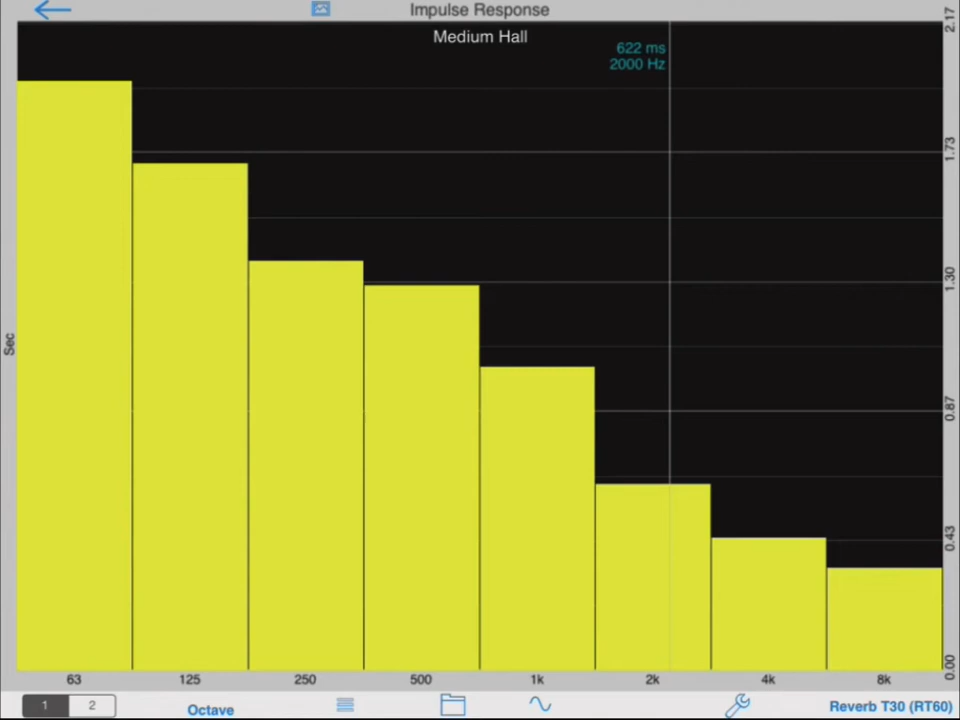 Impulse Response
Medium Hall
622 ms
2000 Hz
2.17
1.73
1.30
0.87
0.43
0.00
Sec
63 125 250 500 1k 2k 4k 8k
1 2 Octave Reverb T30 (RT60)